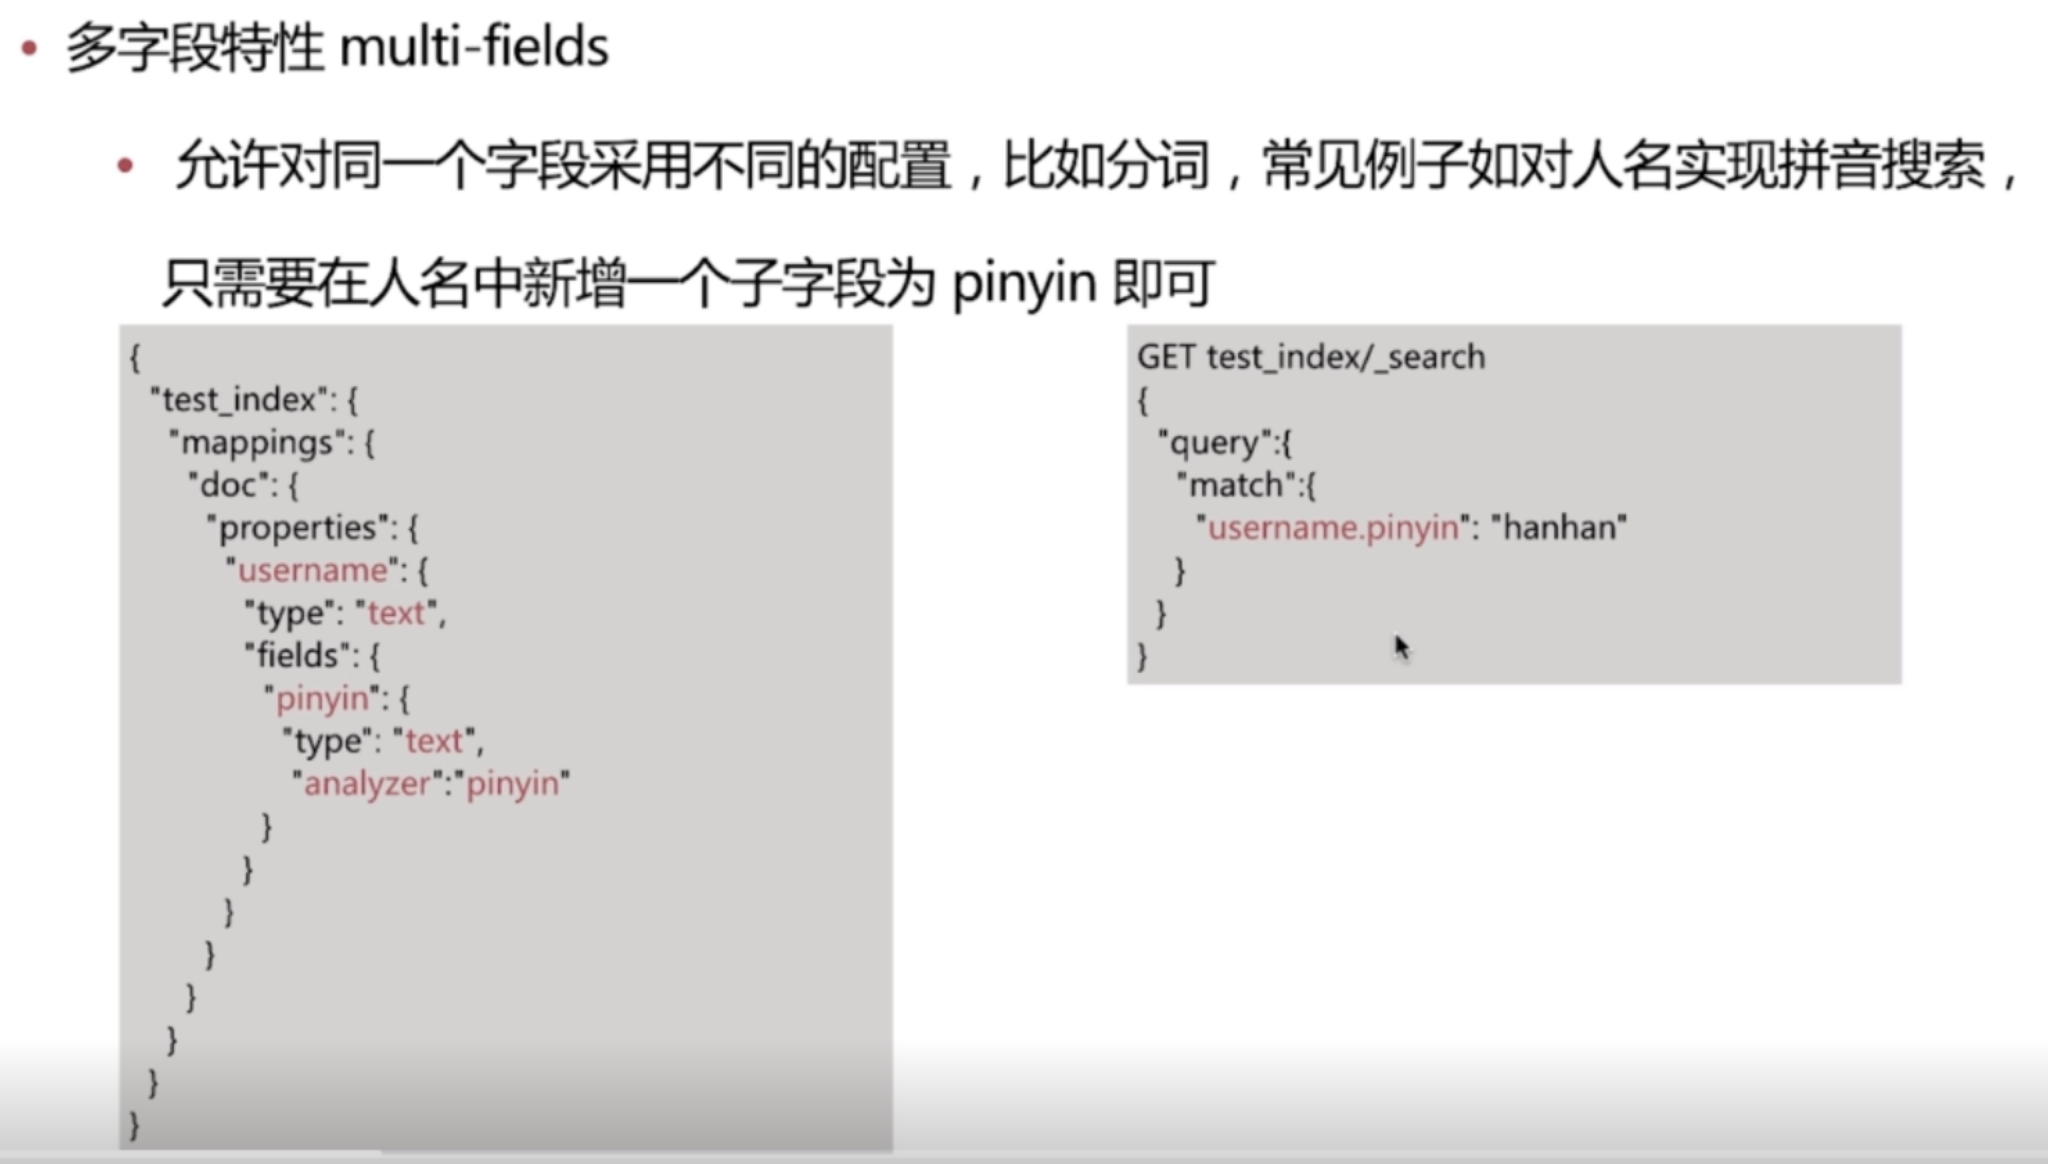 • 多字段特性 multi-fields
• 允许对同一个字段采用不同的配置，比如分词，常见例子如对人名实现拼音搜索，
只需要在人名中新增一个子字段为 pinyin 即可
{
"test_index": {
"mappings": {
"doc": {
"properties": {
"username": {
"type": "text",
"fields": {
"pinyin": {
"type": "text",
"analyzer":"pinyin"
}
}
}
}
}
}
}
}
GET test_index/_search
{
"query":{
"match":{
"username.pinyin": "hanhan"
}
}
}